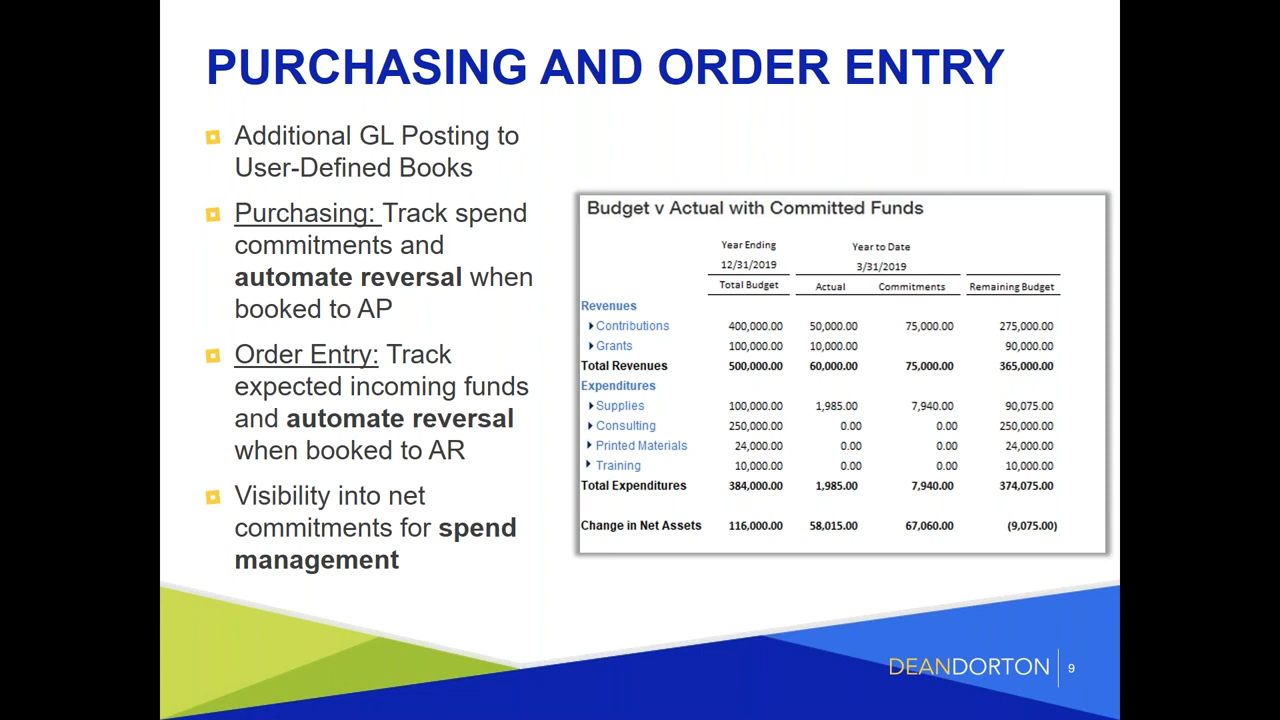 PURCHASING AND ORDER ENTRY
Additional GL Posting to
User-Defined Books
Purchasing: Track spend
commitments and
automate reversal when
booked to AP
Order Entry: Track
expected incoming funds
and automate reversal
when booked to AR
Visibility into net
commitments for spend
management
Budget v Actual with Committed Funds
Year Ending Year to Date
12/31/2019 3/31/2019
Total Budget Actual Commitments Remaining Budget
Revenues
Contributions 400,000.00 50,000.00 75,000.00 275,000.00
Grants 100,000.00 10,000.00 90,000.00
Total Revenues 500,000.00 60,000.00 75,000.00 365,000.00
Expenditures
Supplies 100,000.00 1,985.00 7,940.00 90,075.00
Consulting 250,000.00 0.00 0.00 250,000.00
Printed Materials 24,000.00 0.00 0.00 24,000.00
Training 10,000.00 0.00 0.00 10,000.00
Total Expenditures 384,000.00 1,985.00 7,940.00 374,075.00
Change in Net Assets 116,000.00 58,015.00 67,060.00 (9,075.00)
DEANDORTON 9